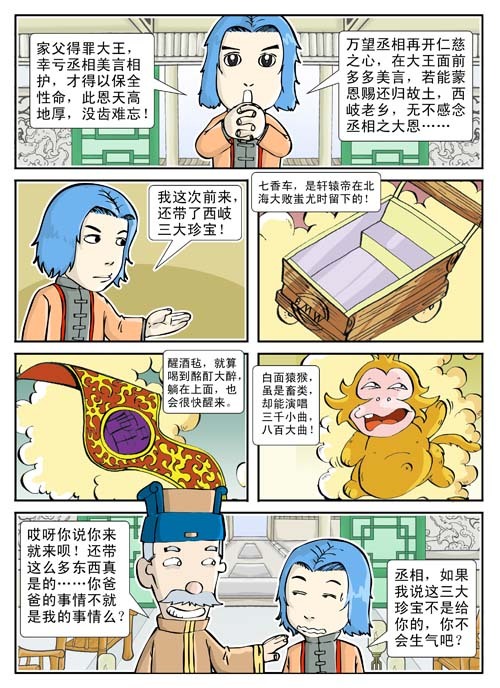 家父得罪大王，
幸亏丞相美言相
护，才得以保全
性命，此恩天高
地厚，没齿难忘！
万望丞相再开仁慈
之心，在大王面前
多多美言，若能蒙
恩赐还归故土，西
岐老乡，无不感念
丞相之大恩……
我这次前来，
还带了西岐
三大珍宝！
七香车，是轩辕帝在北
海大败蚩尤时留下的！
BMW
醒酒毡，就算
喝到酩酊大醉，
躺在上面，也
会很快醒来。
白面猿猴，
虽是畜类，
却能演唱
三千小曲，
八百大曲！
哎呀你说你来
就来呗！还带
这么多东西真
是的……你爸
爸的事情不就
是我的事情么？
丞相，如果
我说这三大
珍宝不是给
你的，你不
会生气吧？